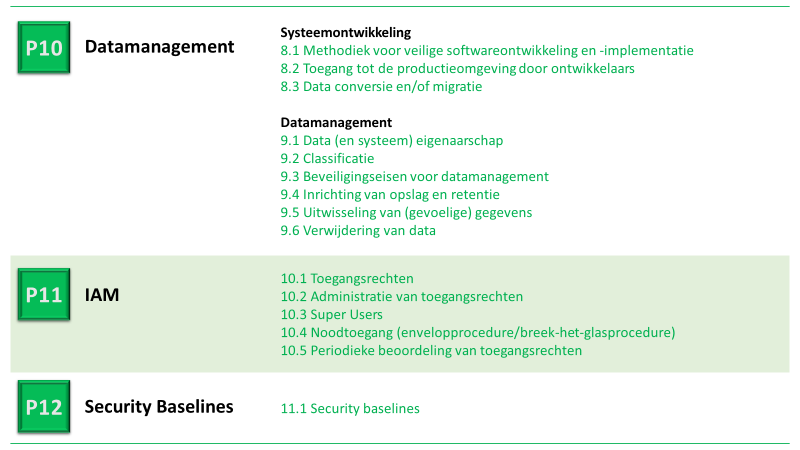 P10
Datamanagement
Systeemontwikkeling
8.1 Methodiek voor veilige softwareontwikkeling en -implementatie
8.2 Toegang tot de productieomgeving door ontwikkelaars
8.3 Data conversie en/of migratie
Datamanagement
9.1 Data (en systeem) eigenaarschap
9.2 Classificatie
9.3 Beveiligingseisen voor datamanagement
9.4 Inrichting van opslag en retentie
9.5 Uitwisseling van (gevoelige) gegevens
9.6 Verwijdering van data
P11
IAM
10.1 Toegangsrechten
10.2 Administratie van toegangsrechten
10.3 Super Users
10.4 Noodtoegang (envelopprocedure/breek-het-glasprocedure)
10.5 Periodieke beoordeling van toegangsrechten
P12
Security Baselines
11.1 Security baselines